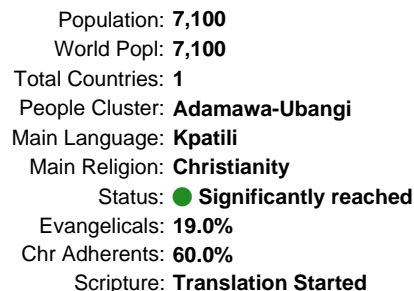 Population: 7,100
World Popl: 7,100
Total Countries: 1
People Cluster: Adamawa-Ubangi
Main Language: Kpatili
Main Religion: Christianity
Status: Significantly reached
Evangelicals: 19.0%
Chr Adherents: 60.0%
Scripture: Translation Started